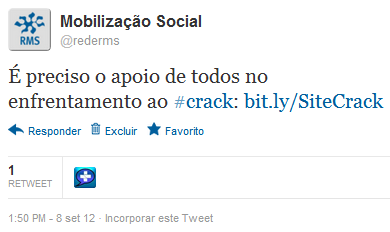 Mobilização Social
RMS
@rederms
É preciso o apoio de todos no
enfrentamento ao #crack: bit.ly/SiteCrack
Responder Excluir Favorito
1
RETWEET
1:50 PM - 8 set 12 · Incorporar este Tweet